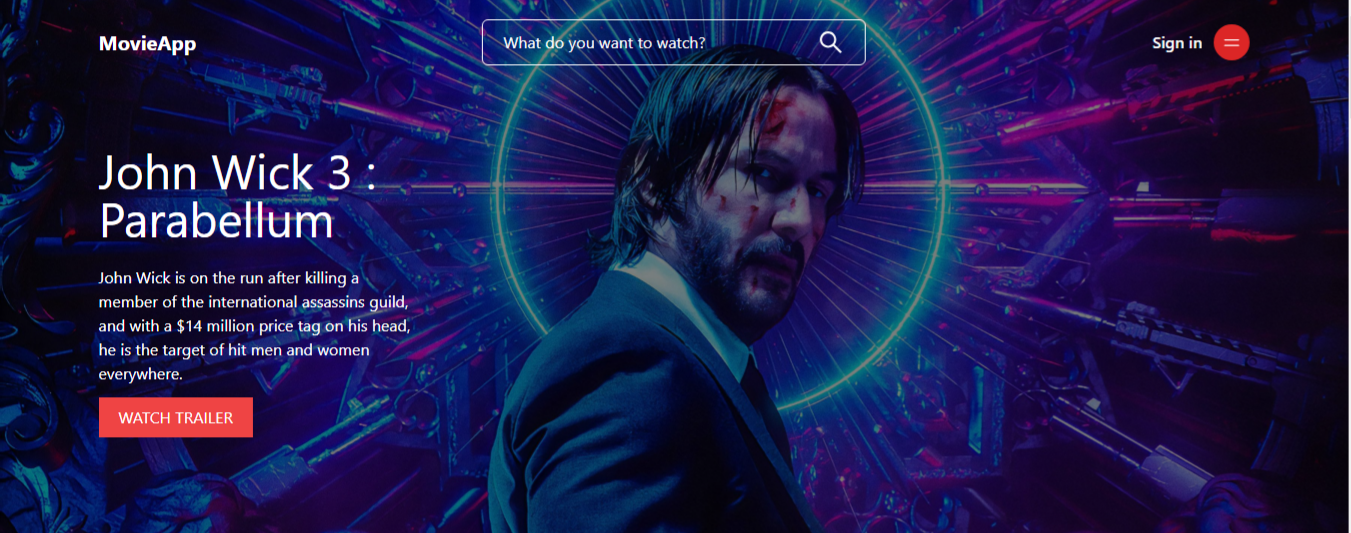 MovieApp
What do you want to watch?
Sign in
John Wick 3 :
Parabellum
John Wick is on the run after killing a
member of the international assassins guild,
and with a $14 million price tag on his head,
he is the target of hit men and women
everywhere.
WATCH TRAILER